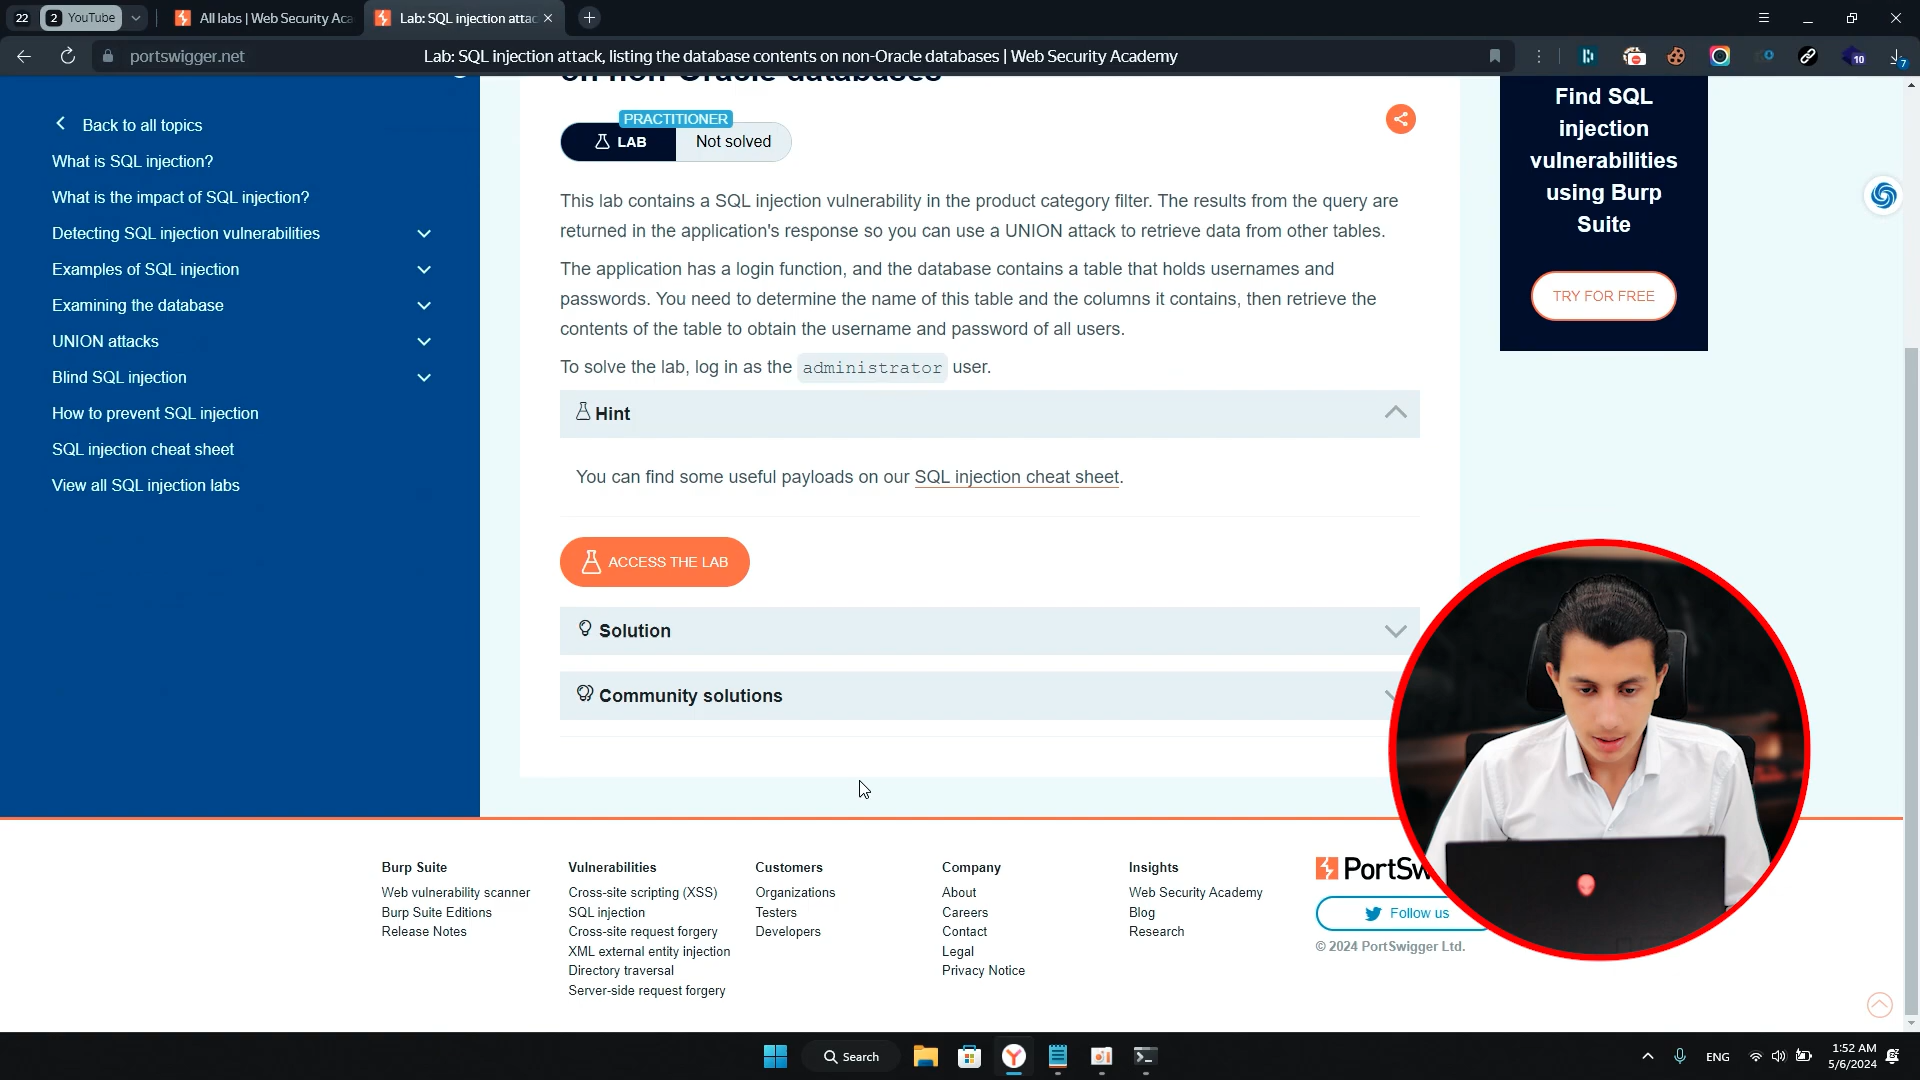 22
2 YouTube
All labs | Web Security Aca
Lab: SQL injection attac
portswigger.net
Lab: SQL injection attack, listing the database contents on non-Oracle databases | Web Security Academy
10
7
on non-Oracle databases
Back to all topics
What is SQL injection?
What is the impact of SQL injection?
Detecting SQL injection vulnerabilities
Examples of SQL injection
Examining the database
UNION attacks
Blind SQL injection
How to prevent SQL injection
SQL injection cheat sheet
View all SQL injection labs
PRACTITIONER
LAB Not solved
This lab contains a SQL injection vulnerability in the product category filter. The results from the query are
returned in the application's response so you can use a UNION attack to retrieve data from other tables.
The application has a login function, and the database contains a table that holds usernames and
passwords. You need to determine the name of this table and the columns it contains, then retrieve the
contents of the table to obtain the username and password of all users.
To solve the lab, log in as the administrator user.
Hint
You can find some useful payloads on our SQL injection cheat sheet.
ACCESS THE LAB
Solution
Community solutions
Find SQL
injection
vulnerabilities
using Burp
Suite
TRY FOR FREE
Burp Suite
Web vulnerability scanner
Burp Suite Editions
Release Notes
Vulnerabilities
Cross-site scripting (XSS)
SQL injection
Cross-site request forgery
XML external entity injection
Directory traversal
Server-side request forgery
Customers
Organizations
Testers
Developers
Company
About
Careers
Contact
Legal
Privacy Notice
Insights
Web Security Academy
Blog
Research
PortSw
Follow us
© 2024 PortSwigger Ltd.
Search
ENG
1:52 AM
5/6/2024